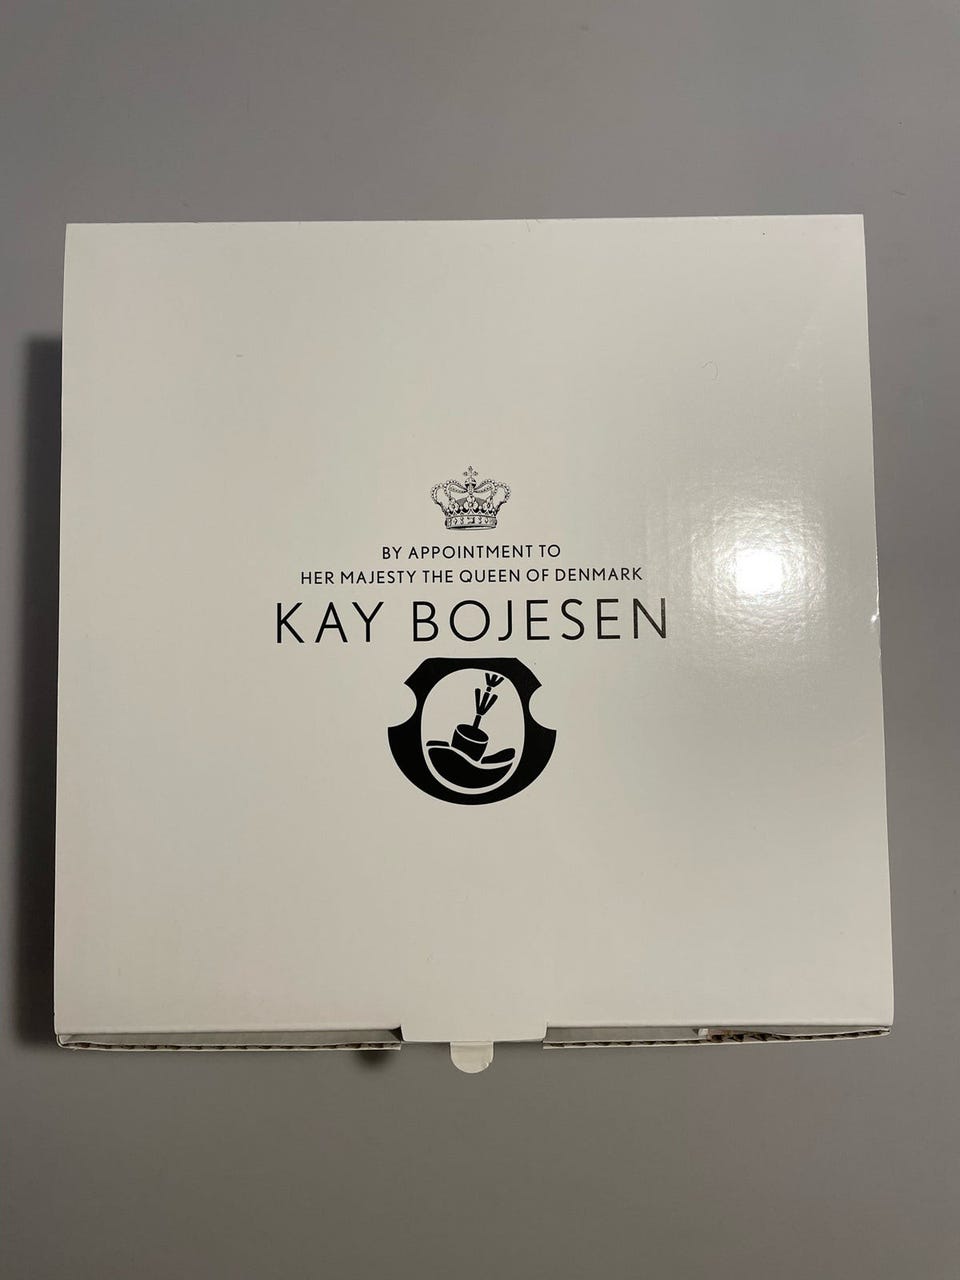 BY APPOINTMENT TO
HER MAJESTY THE QUEEN OF DENMARK
KAY BOJESEN